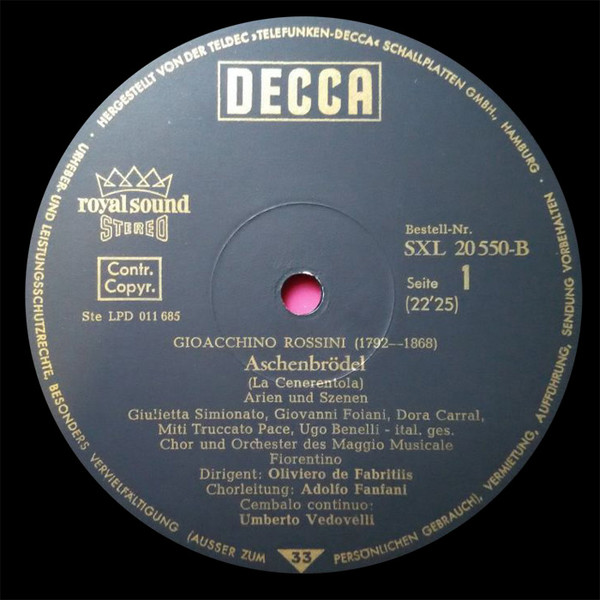 · HERGESTELLT VON DER TELDEC »TELEFUNKEN-DECCA« SCHALLPLATTEN GMBH., HAMBURG ·
URHEBER- UND LEISTUNGSSCHUTZRECHTE, BESONDERS VERVIELFÄLTIGUNG (AUSSER ZUM PERSÖNLICHEN GEBRAUCH), VERMIETUNG, AUFFÜHRUNG, SENDUNG VORBEHALTEN ·
DECCA
royal sound
STEREO
Contr.
Copyr.
Ste LPD 011 685
Bestell-Nr.
SXL 20 550-B
Seite 1
(22'25)
GIOACCHINO ROSSINI (1792--1868)
Aschenbrödel
(La Cenerentola)
Arien und Szenen
Giulietta Simionato, Giovanni Foiani, Dora Carral,
Miti Truccato Pace, Ugo Benelli - ital. ges.
Chor und Orchester des Maggio Musicale
Fiorentino
Dirigent: Oliviero de Fabritiis
Chorleitung: Adolfo Fanfani
Cembalo continuo:
Umberto Vedovelli
33